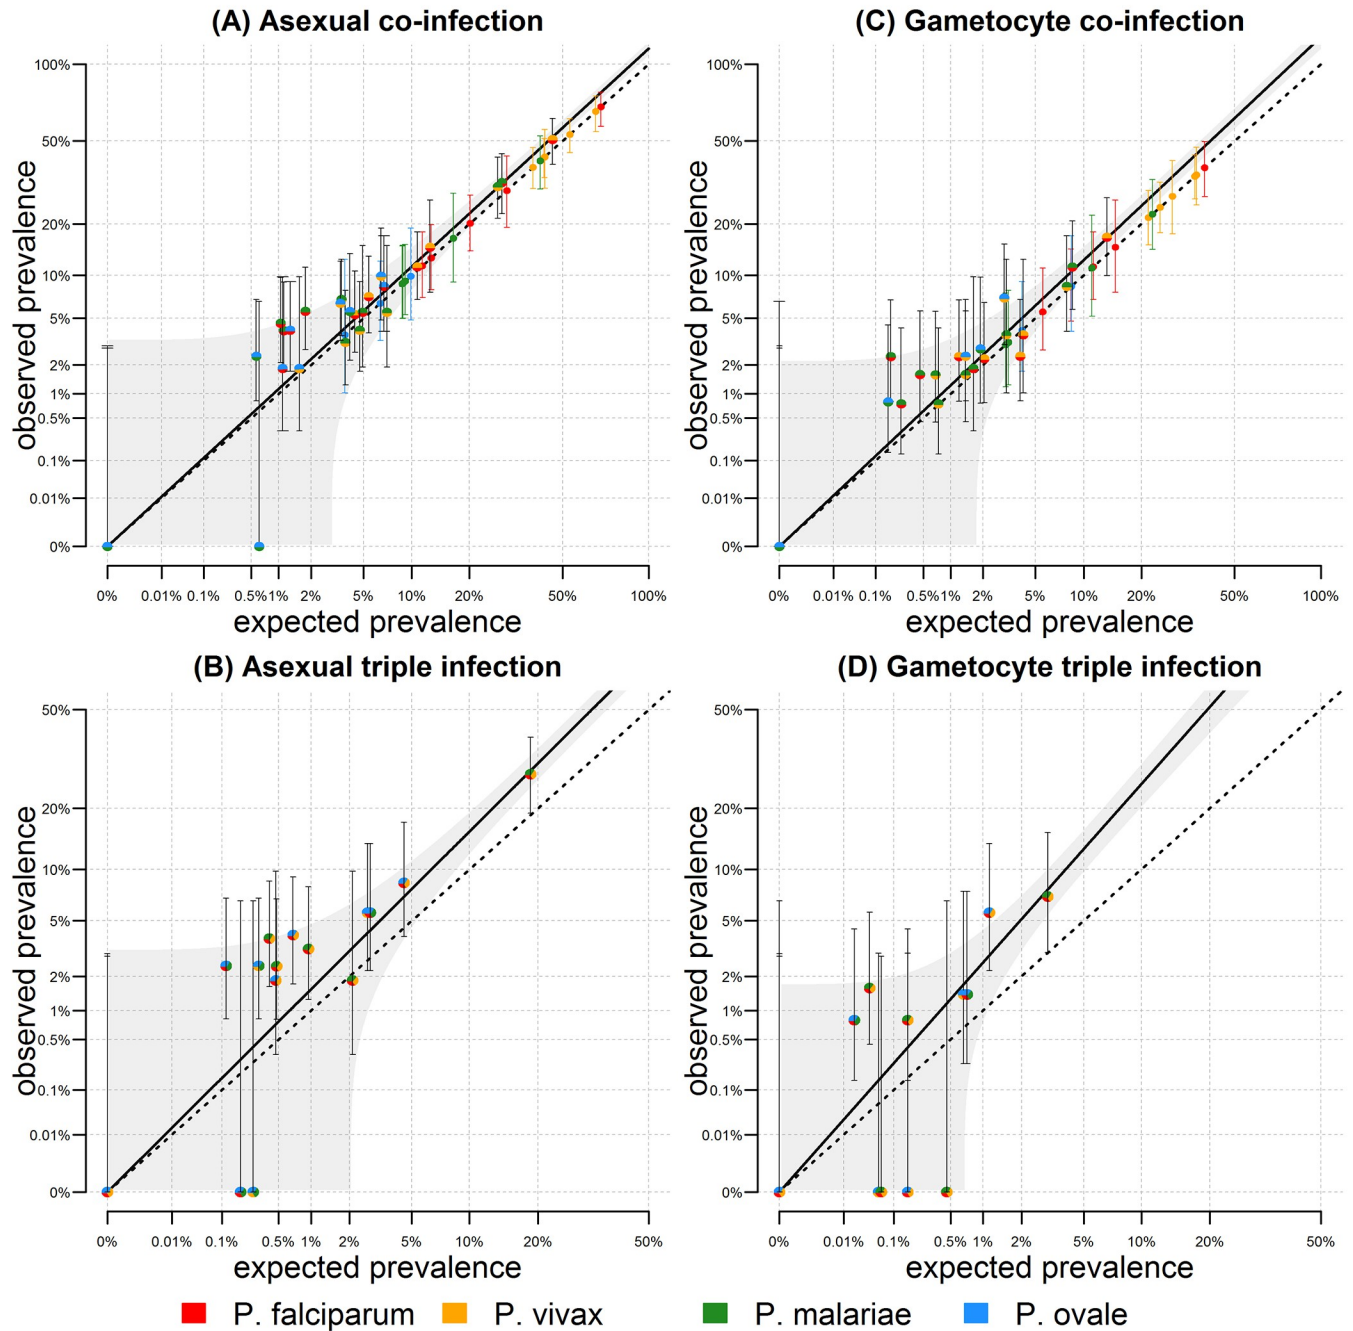 (A) Asexual co-infection
100%
50%
20%
10%
5%
2%
1%
0.5%
0.1%
0.01%
0%
observed prevalence
0% 0.01% 0.1% 0.5% 1% 2% 5% 10% 20% 50% 100%
expected prevalence
(C) Gametocyte co-infection
100%
50%
20%
10%
5%
2%
1%
0.5%
0.1%
0.01%
0%
observed prevalence
0% 0.01% 0.1% 0.5% 1% 2% 5% 10% 20% 50% 100%
expected prevalence
(B) Asexual triple infection
50%
20%
10%
5%
2%
1%
0.5%
0.1%
0.01%
0%
observed prevalence
0% 0.01% 0.1% 0.5% 1% 2% 5% 10% 20% 50%
expected prevalence
(D) Gametocyte triple infection
50%
20%
10%
5%
2%
1%
0.5%
0.1%
0.01%
0%
observed prevalence
0% 0.01% 0.1% 0.5% 1% 2% 5% 10% 20% 50%
expected prevalence
P. falciparum P. vivax P. malariae P. ovale